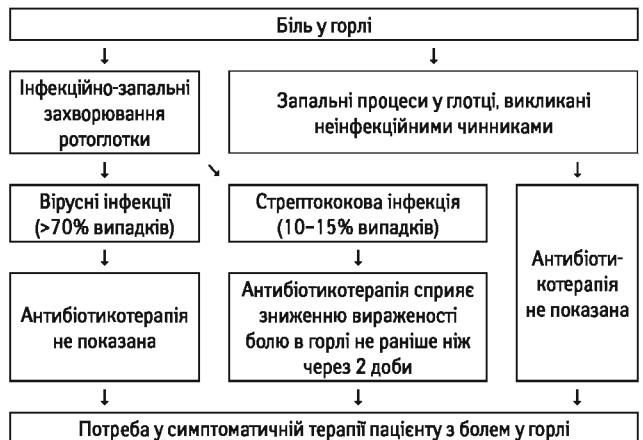 Біль у горлі
Інфекційно-запальні
захворювання
ротоглотки
Запальні процеси у глотці, викликані
неінфекційними чинниками
Вірусні інфекції
(>70% випадків)
Стрептококова інфекція
(10–15% випадків)
Антибіоти-
котерапія
не показана
Антибіотикотерапія
не показана
Антибіотикотерапія сприяє
зниженню вираженості
болю в горлі не раніше ніж
через 2 доби
Потреба у симптоматичній терапії пацієнту з болем у горлі